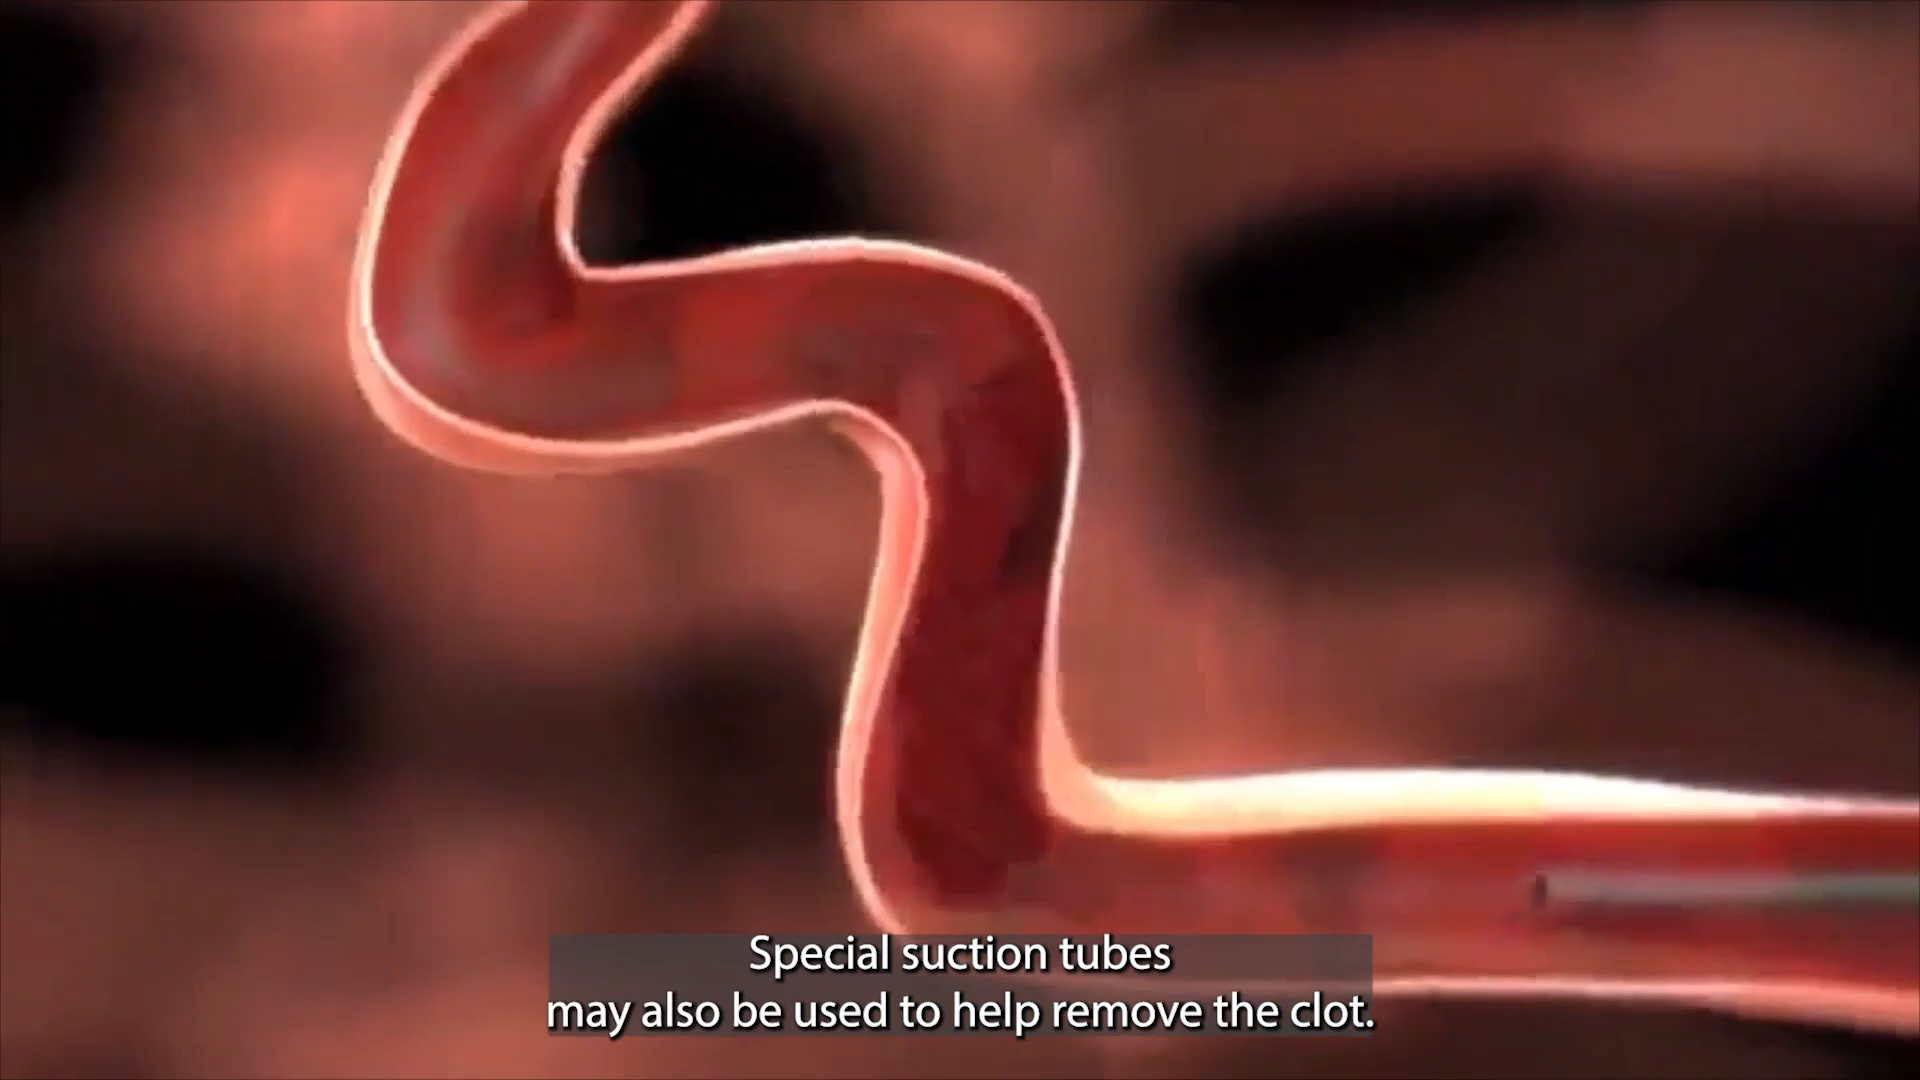 Special suction tubes
may also be used to help remove the clot.